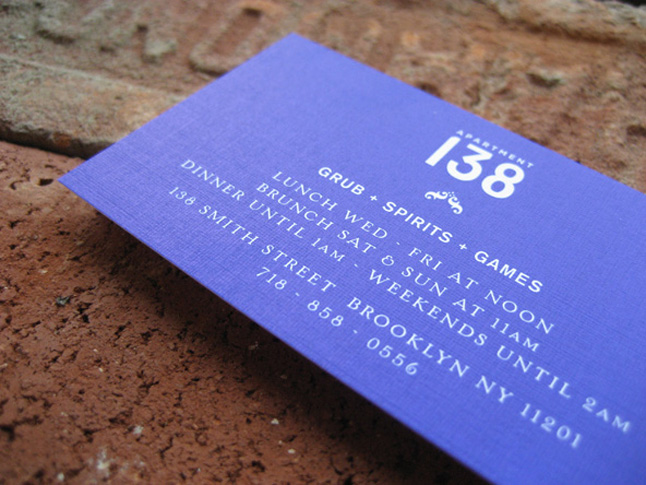 APARTMENT
138
GRUB + SPIRITS + GAMES
LUNCH WED - FRI AT NOON
BRUNCH SAT & SUN AT 11AM
DINNER UNTIL 1AM - WEEKENDS UNTIL 2AM
138 SMITH STREET BROOKLYN NY 11201
718 - 858 - 0556